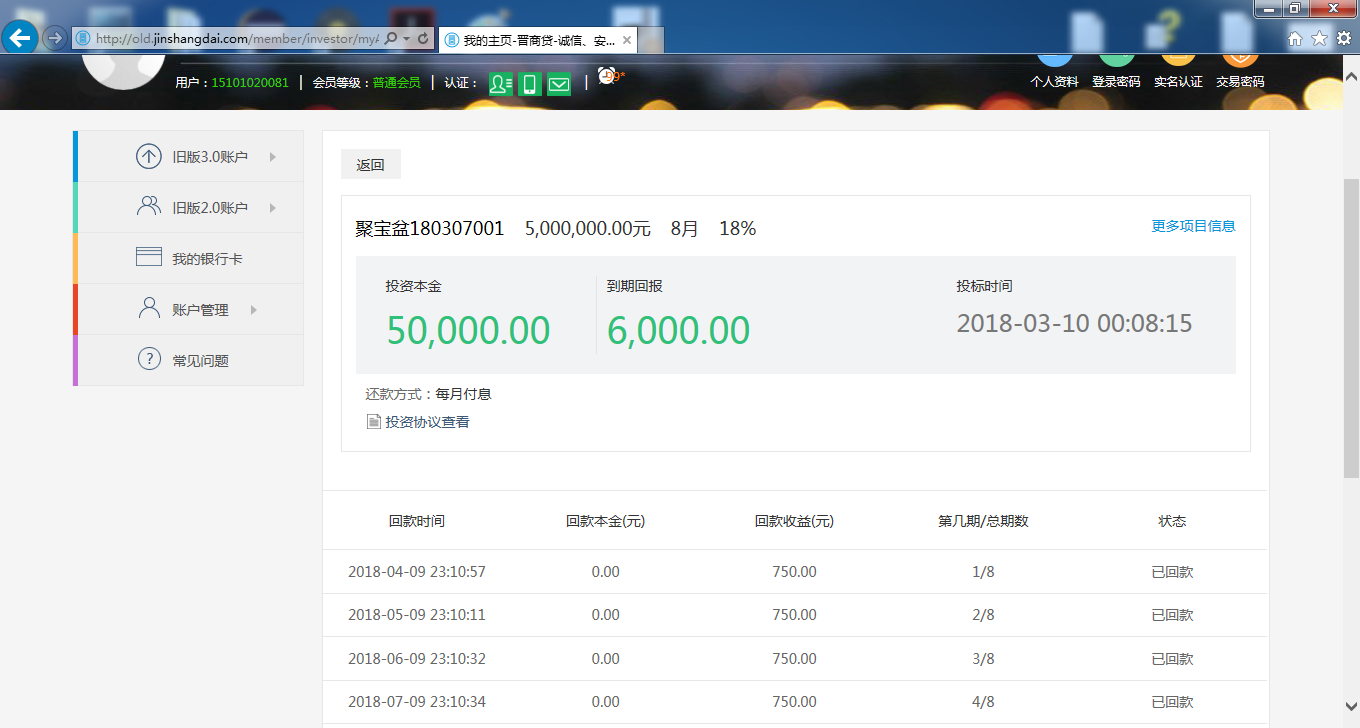 http://old.jinshangdai.com/member/investor/my
我的主页-晋商贷-诚信、安...
用户：15101020081 | 会员等级：普通会员 | 认证： |
个人资料 登录密码 实名认证 交易密码
旧版3.0账户
旧版2.0账户
我的银行卡
账户管理
常见问题
返回
聚宝盆180307001 5,000,000.00元 8月 18% 更多项目信息
投资本金 到期回报 投标时间
50,000.00 6,000.00 2018-03-10 00:08:15
还款方式：每月付息
投资协议查看
回款时间 回款本金(元) 回款收益(元) 第几期/总期数 状态
2018-04-09 23:10:57 0.00 750.00 1/8 已回款
2018-05-09 23:10:11 0.00 750.00 2/8 已回款
2018-06-09 23:10:32 0.00 750.00 3/8 已回款
2018-07-09 23:10:34 0.00 750.00 4/8 已回款